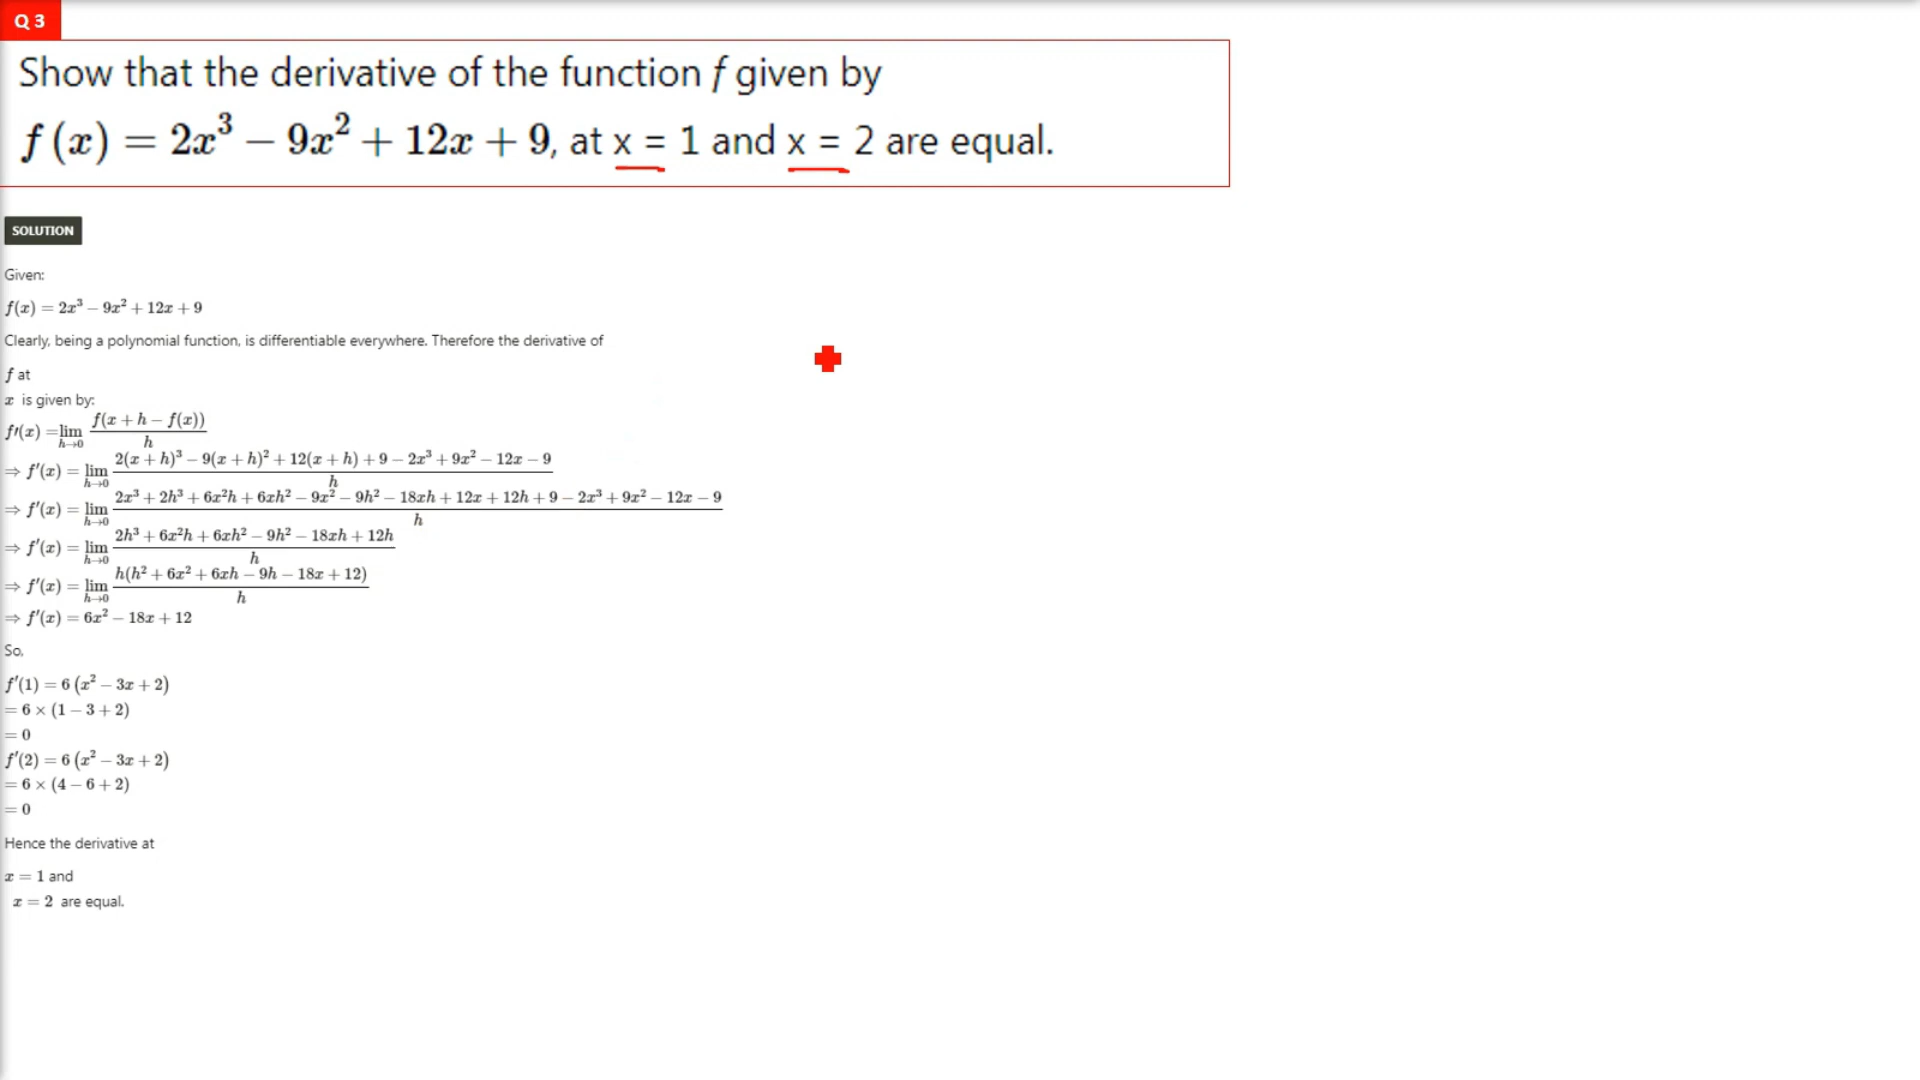 Q 3
Show that the derivative of the function f given by
f (x) = 2x³ − 9x² + 12x + 9, at x = 1 and x = 2 are equal.
SOLUTION
Given:
f(x) = 2x³ − 9x² + 12x + 9
Clearly, being a polynomial function, is differentiable everywhere. Therefore the derivative of
f at
x is given by:
f′(x) = lim h→0 f(x + h − f(x)) / h
⇒ f′(x) = lim h→0 2(x + h)³ − 9(x + h)² + 12(x + h) + 9 − 2x³ + 9x² − 12x − 9 / h
⇒ f′(x) = lim h→0 2x³ + 2h³ + 6x²h + 6xh² − 9x² − 9h² − 18xh + 12x + 12h + 9 − 2x³ + 9x² − 12x − 9 / h
⇒ f′(x) = lim h→0 2h³ + 6x²h + 6xh² − 9h² − 18xh + 12h / h
⇒ f′(x) = lim h→0 h(h² + 6x² + 6xh − 9h − 18x + 12) / h
⇒ f′(x) = 6x² − 18x + 12
So,
f′(1) = 6 (x² − 3x + 2)
= 6 × (1 − 3 + 2)
= 0
f′(2) = 6 (x² − 3x + 2)
= 6 × (4 − 6 + 2)
= 0
Hence the derivative at
x = 1 and
x = 2 are equal.